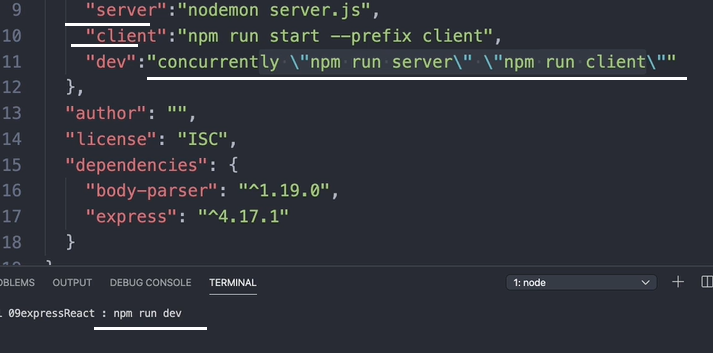 9 "server":"nodemon server.js",
10 "client":"npm run start --prefix client",
11 "dev":"concurrently \"npm run server\" \"npm run client\""
12 },
13 "author": "",
14 "license": "ISC",
15 "dependencies": {
16 "body-parser": "^1.19.0",
17 "express": "^4.17.1"
18 }
}
OBLEMS OUTPUT DEBUG CONSOLE TERMINAL 1: node
09expressReact : npm run dev